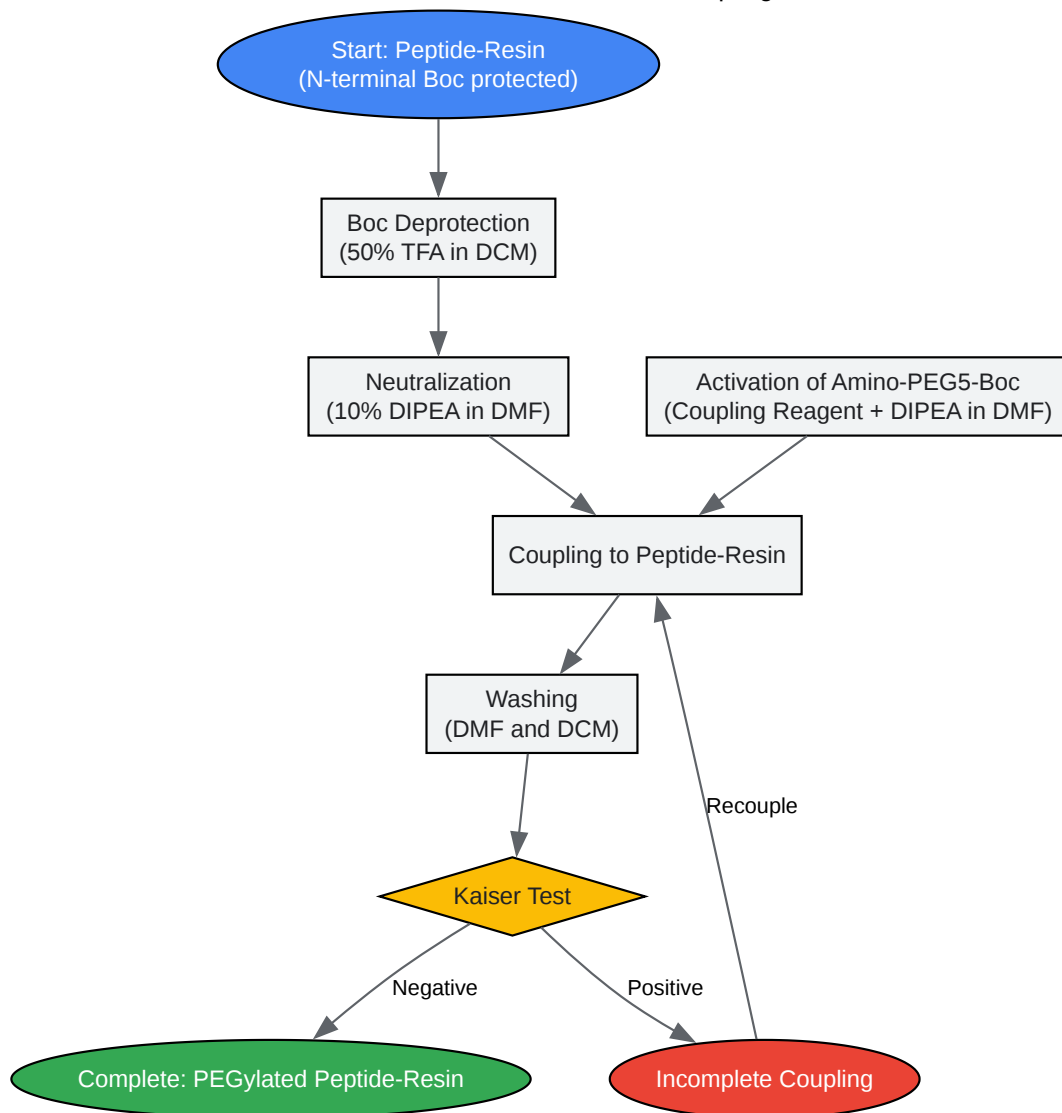 Start: Peptide-Resin
(N-terminal Boc protected)
Boc Deprotection
(50% TFA in DCM)
Neutralization
(10% DIPEA in DMF)
Activation of Amino-PEG5-Boc
(Coupling Reagent + DIPEA in DMF)
Coupling to Peptide-Resin
Washing
(DMF and DCM)
Recouple
Kaiser Test
Negative
Positive
Complete: PEGylated Peptide-Resin
Incomplete Coupling